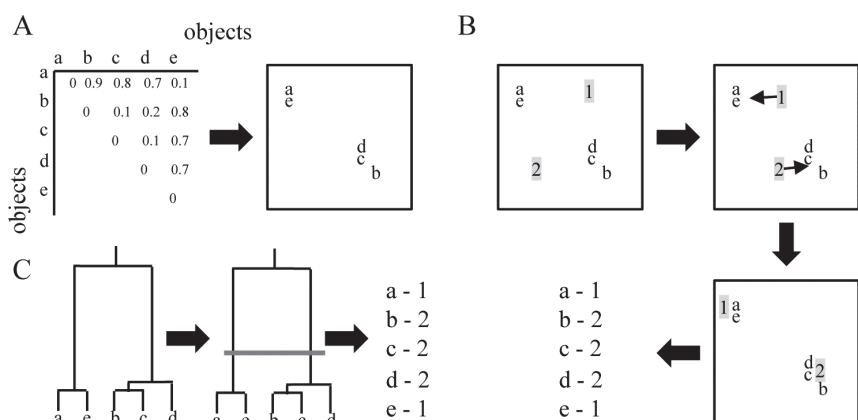 A
objects
a b c d e
a
0 0.9 0.8 0.7 0.1
b
0 0.1 0.2 0.8
c
0 0.1 0.7
d
0 0.7
e
0
objects
a
e
d
c
b
B
a
e
1
d
c
b
2
a
e
1
d
c
b
2
1
a
e
d
c
2
b
a - 1
b - 2
c - 2
d - 2
e - 1
C
a e b c d
a e b c d
a - 1
b - 2
c - 2
d - 2
e - 1